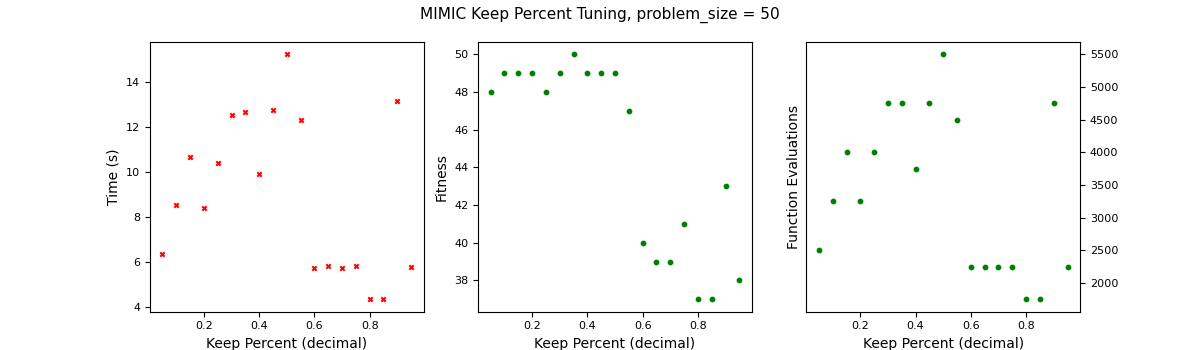 MIMIC Keep Percent Tuning, problem_size = 50
Time (s)
14
12
10
8
6
4
0.2 0.4 0.6 0.8
Keep Percent (decimal)
Fitness
50
48
46
44
42
40
38
0.2 0.4 0.6 0.8
Keep Percent (decimal)
Function Evaluations
5500
5000
4500
4000
3500
3000
2500
2000
0.2 0.4 0.6 0.8
Keep Percent (decimal)